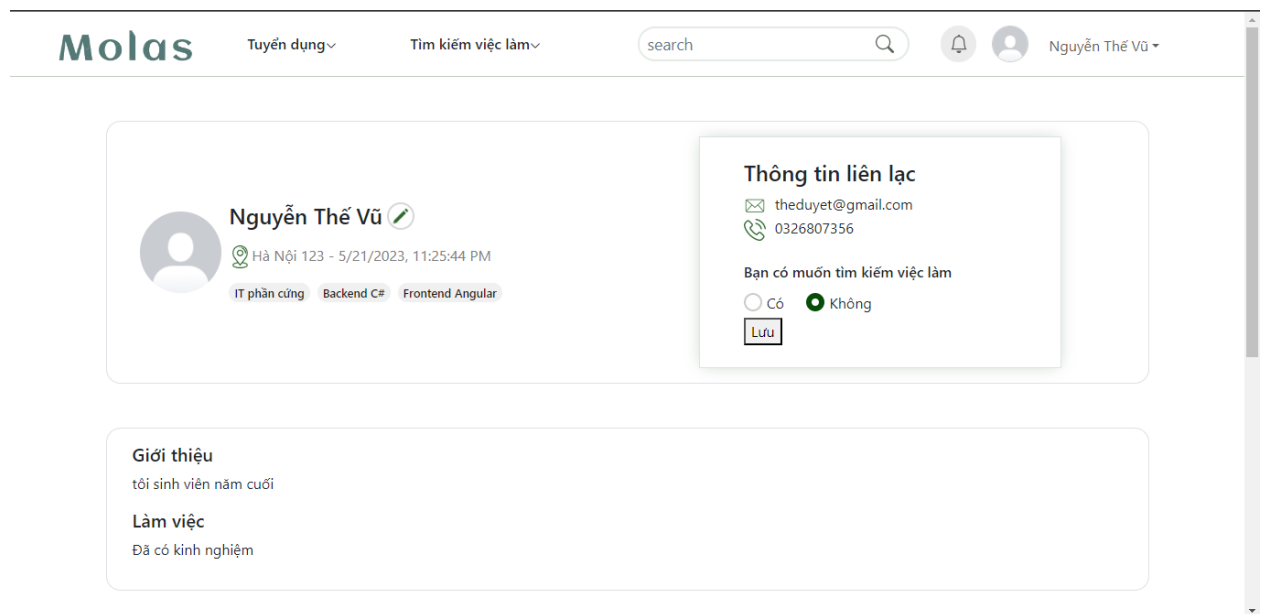 Molas
Tuyển dụng
Tìm kiếm việc làm
search
Nguyễn Thế Vũ
Nguyễn Thế Vũ
Hà Nội 123 - 5/21/2023, 11:25:44 PM
IT phần cứng Backend C# Frontend Angular
Thông tin liên lạc
theduyet@gmail.com
0326807356
Bạn có muốn tìm kiếm việc làm
Có Không
Lưu
Giới thiệu
tôi sinh viên năm cuối
Làm việc
Đã có kinh nghiệm